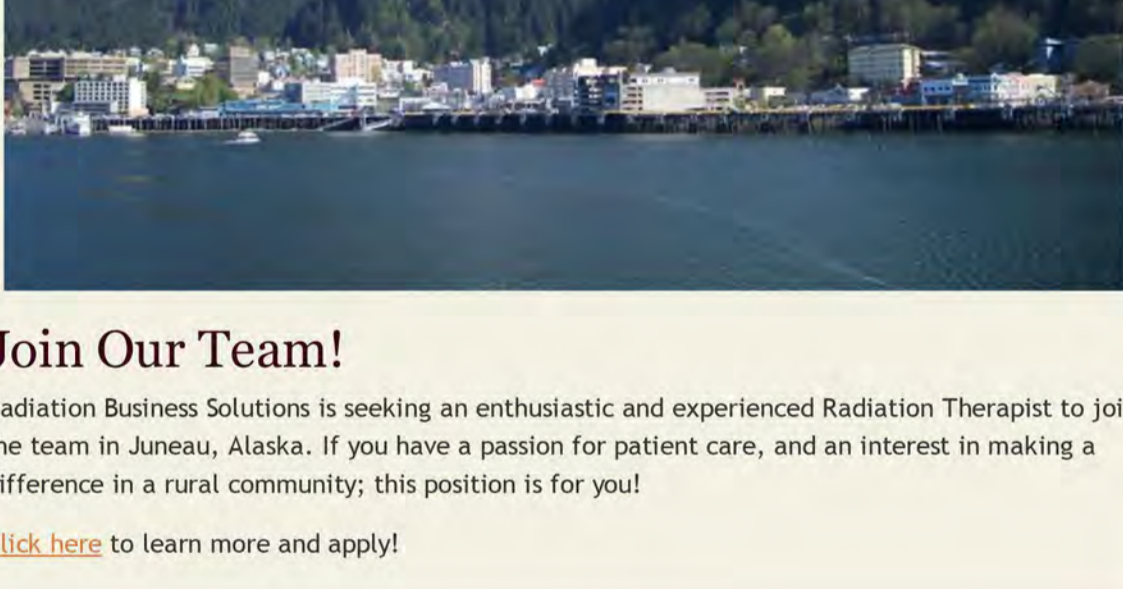 Join Our Team!
adiation Business Solutions is seeking an enthusiastic and experienced Radiation Therapist to joi
he team in Juneau, Alaska. If you have a passion for patient care, and an interest in making a
ifference in a rural community; this position is for you!
lick here to learn more and apply!